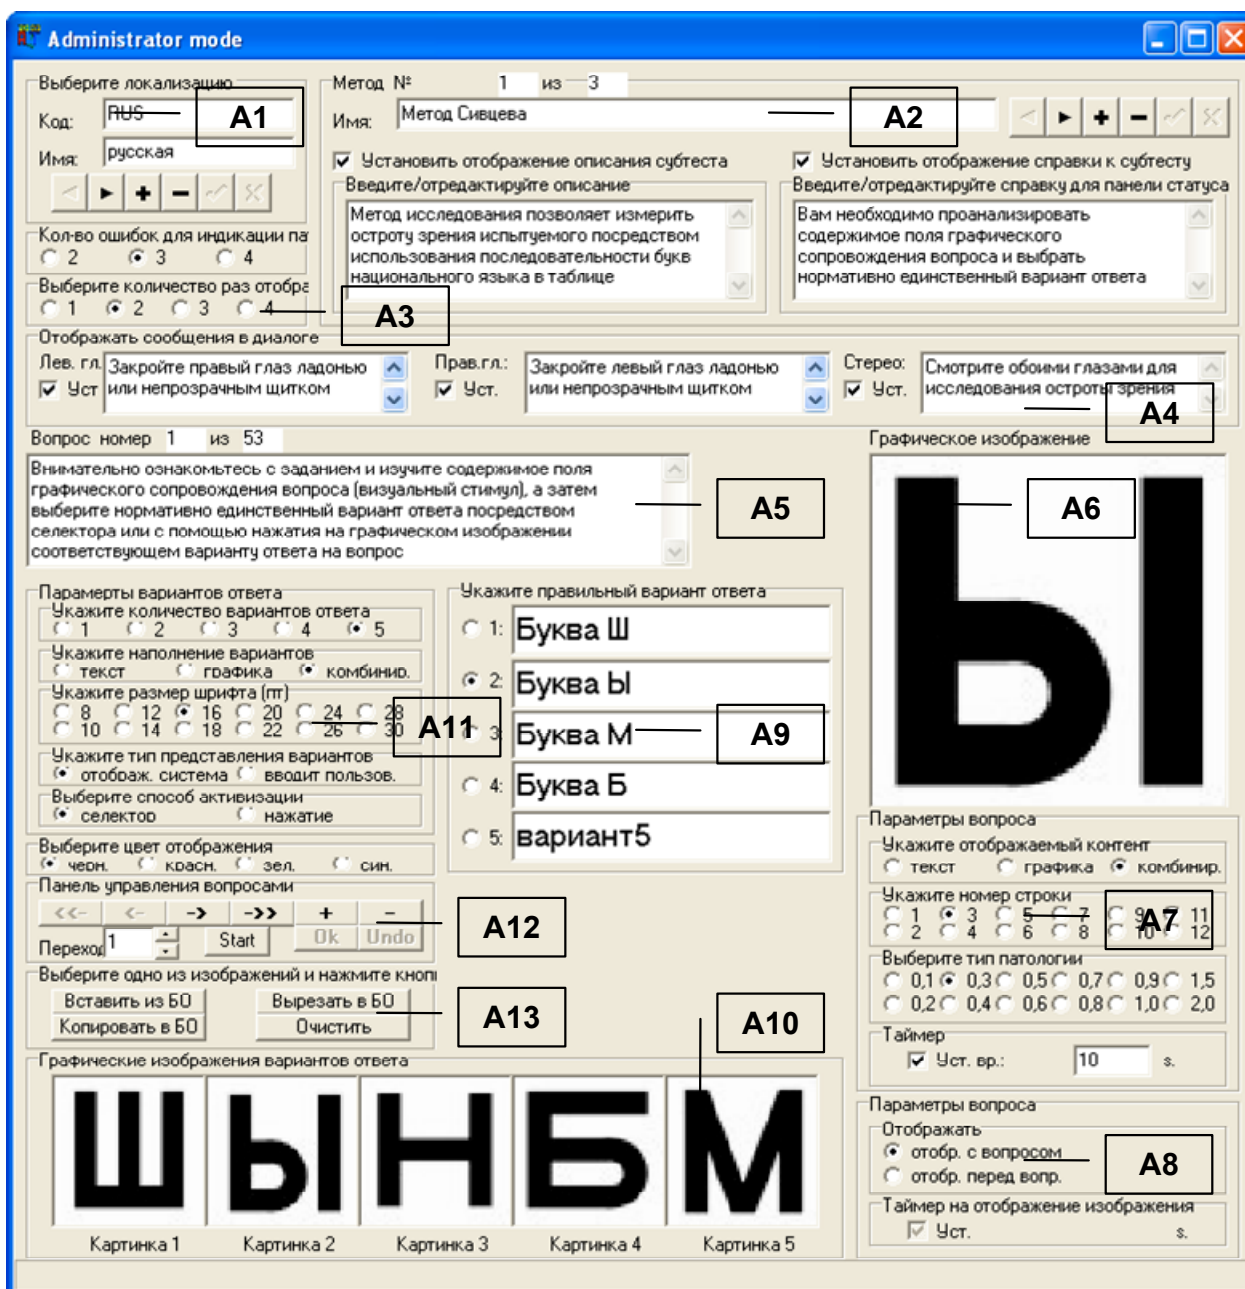 Administrator mode
Выберите локализацию
Код: RUS
A1
Имя: русская
< ► + −
Метод № 1 из 3
Имя: Метод Сивцева
A2
< ► + −
Установить отображение описания субтеста
Установить отображение справки к субтесту
Введите/отредактируйте описание
Метод исследования позволяет измерить
остроту зрения испытуемого посредством
использования последовательности букв
национального языка в таблице
Введите/отредактируйте справку для панели статуса
Вам необходимо проанализировать
содержимое поля графического
сопровождения вопроса и выбрать
нормативно единственный вариант ответа
Кол-во ошибок для индикации па
2 3 4
Выберите количество раз отобра
1 2 3 4
A3
Отображать сообщения в диалоге
Лев. гл.
Уст
Закройте правый глаз ладонью
или непрозрачным щитком
Прав.гл.:
Уст.
Закройте левый глаз ладонью
или непрозрачным щитком
Стерео:
Уст.
Смотрите обоими глазами для
исследования остроты зрения
A4
Вопрос номер 1 из 53
Внимательно ознакомьтесь с заданием и изучите содержимое поля
графического сопровождения вопроса (визуальный стимул), а затем
выберите нормативно единственный вариант ответа посредством
селектора или с помощью нажатия на графическом изображении
соответствующем варианту ответа на вопрос
A5
Графическое изображение
Ы
A6
Парамерты вариантов ответа
Укажите количество вариантов ответа
1 2 3 4 5
Укажите наполнение вариантов
текст графика комбинир.
Укажите размер шрифта (пт)
8 12 16 20 24 28
10 14 18 22 26 30
A11
Укажите тип представления вариантов
отображ. система вводит пользов.
Выберите способ активизации
селектор нажатие
Выберите цвет отображения
черн. красн. зел. син.
Укажите правильный вариант ответа
1: Буква Ш
2: Буква Ы
3: Буква М
A9
4: Буква Б
5: вариант5
Панель управления вопросами
<<- <- -> ->> + −
Переход 1 Start Ok Undo
A12
Выберите одно из изображений и нажмите кноп
Вставить из БО Вырезать в БО
Копировать в БО Очистить
A13
A10
Графические изображения вариантов ответа
Ш Ы Н Б М
Картинка 1 Картинка 2 Картинка 3 Картинка 4 Картинка 5
Параметры вопроса
Укажите отображаемый контент
текст графика комбинир.
Укажите номер строки
1 3 5 7 9 11
2 4 6 8 10 12
A7
Выберите тип патологии
0,1 0,3 0,5 0,7 0,9 1,5
0,2 0,4 0,6 0,8 1,0 2,0
Таймер
Уст. вр.: 10 s.
Параметры вопроса
Отображать
отобр. с вопросом
отобр. перед вопр.
A8
Таймер на отображение изображения
Уст. s.